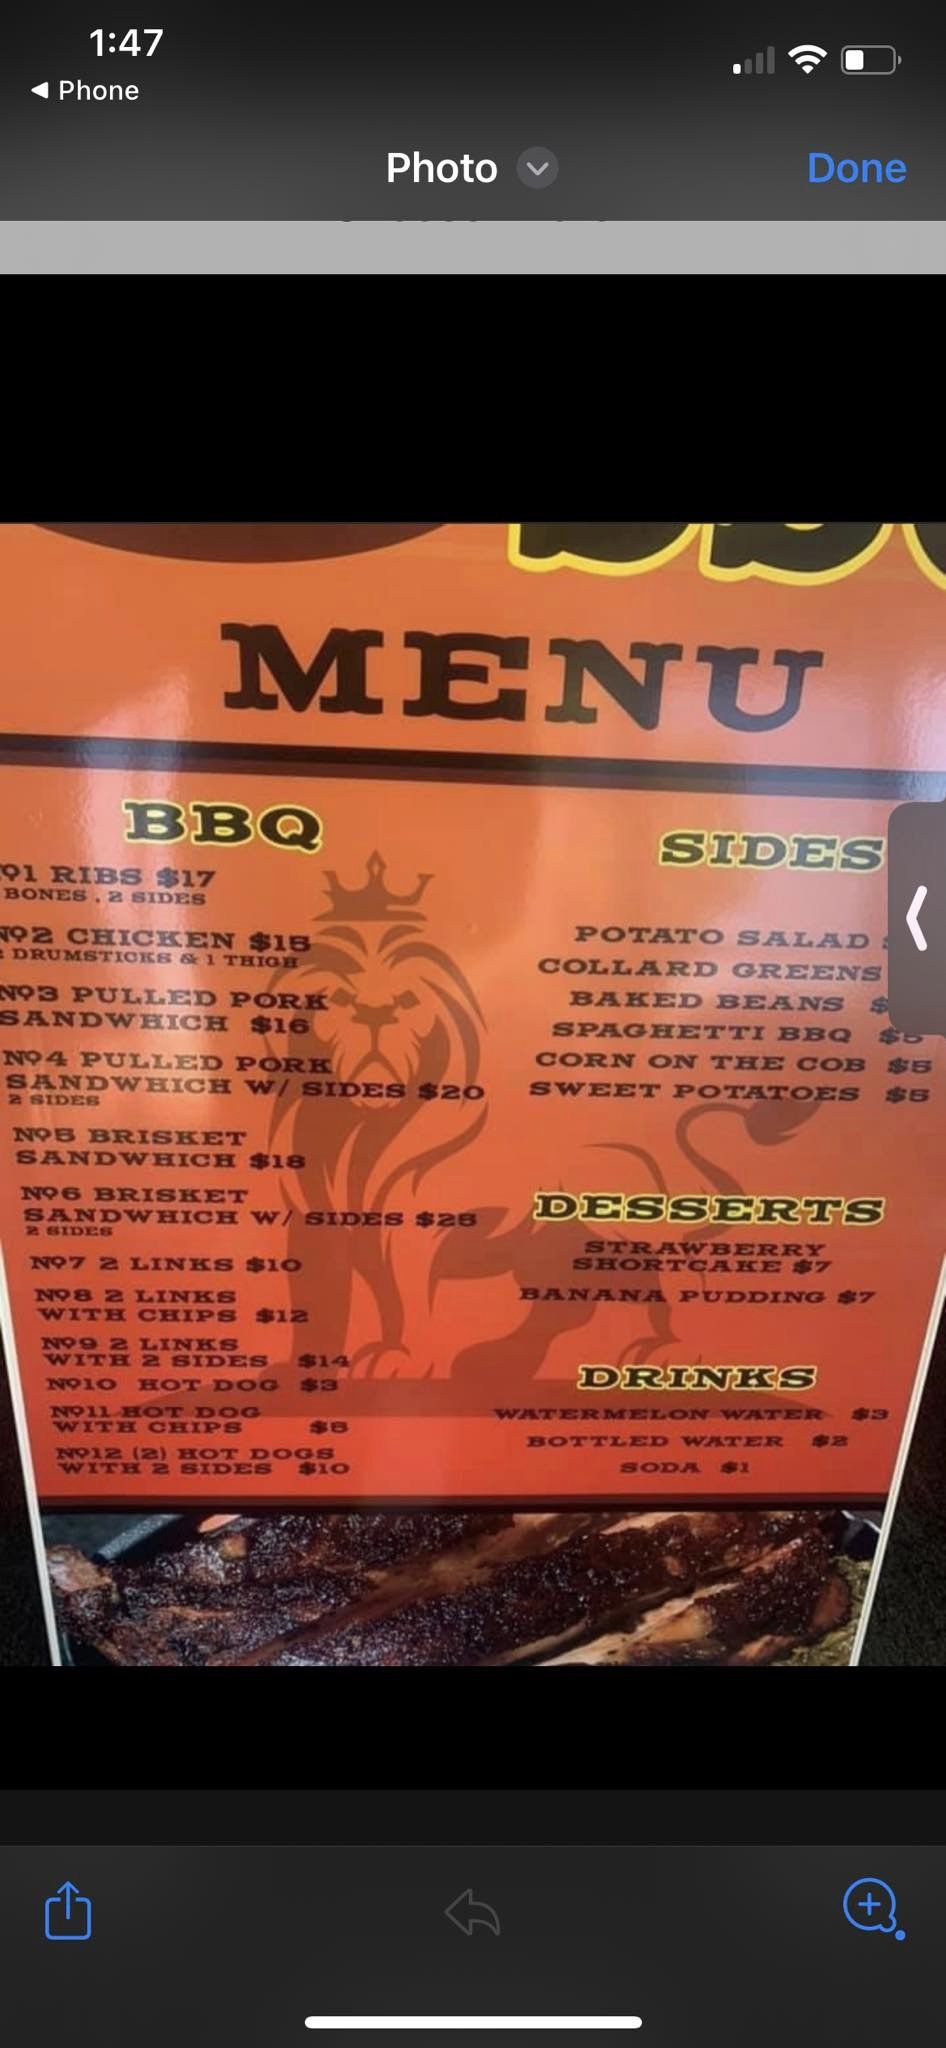 1:47
◀ Phone
Photo
Done
MENU
BBQ
1 RIBS $17
BONES, 2 SIDES
Nº2 CHICKEN $15
DRUMSTICKS & 1 THIGH
Nº3 PULLED PORK
SANDWHICH $16
Nº4 PULLED PORK
SANDWHICH W/ SIDES $20
2 SIDES
Nº5 BRISKET
SANDWHICH $18
Nº6 BRISKET
SANDWHICH W/ SIDES $25
2 SIDES
Nº7 2 LINKS $10
Nº8 2 LINKS
WITH CHIPS $12
Nº9 2 LINKS
WITH 2 SIDES $14
Nº10 HOT DOG $3
Nº11 HOT DOG
WITH CHIPS $5
Nº12 (2) HOT DOGS
WITH 2 SIDES $10
SIDES
POTATO SALAD
COLLARD GREENS
BAKED BEANS $
SPAGHETTI BBQ $5
CORN ON THE COB $5
SWEET POTATOES $5
DESSERTS
STRAWBERRY
SHORTCAKE $7
BANANA PUDDING $7
DRINKS
WATERMELON WATER $3
BOTTLED WATER $2
SODA $1